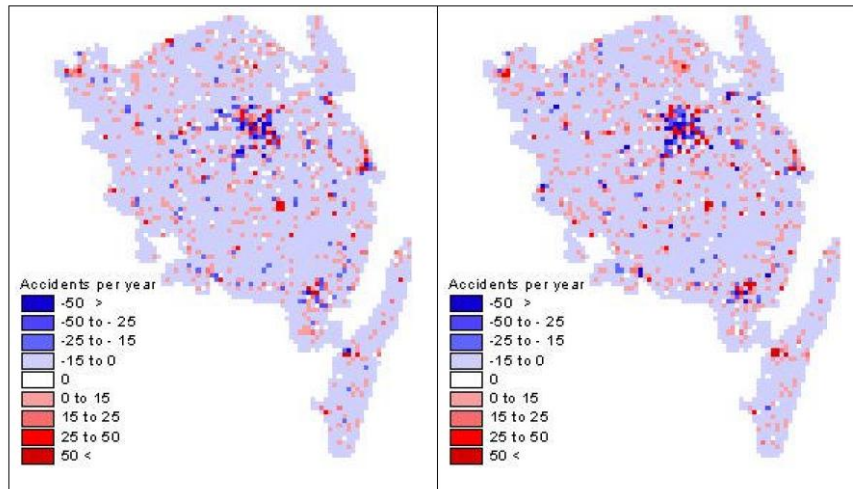 Accidents per year
-50 >
-50 to - 25
-25 to - 15
-15 to 0
0
0 to 15
15 to 25
25 to 50
50 <
Accidents per year
-50 >
-50 to - 25
-25 to - 15
-15 to 0
0
0 to 15
15 to 25
25 to 50
50 <